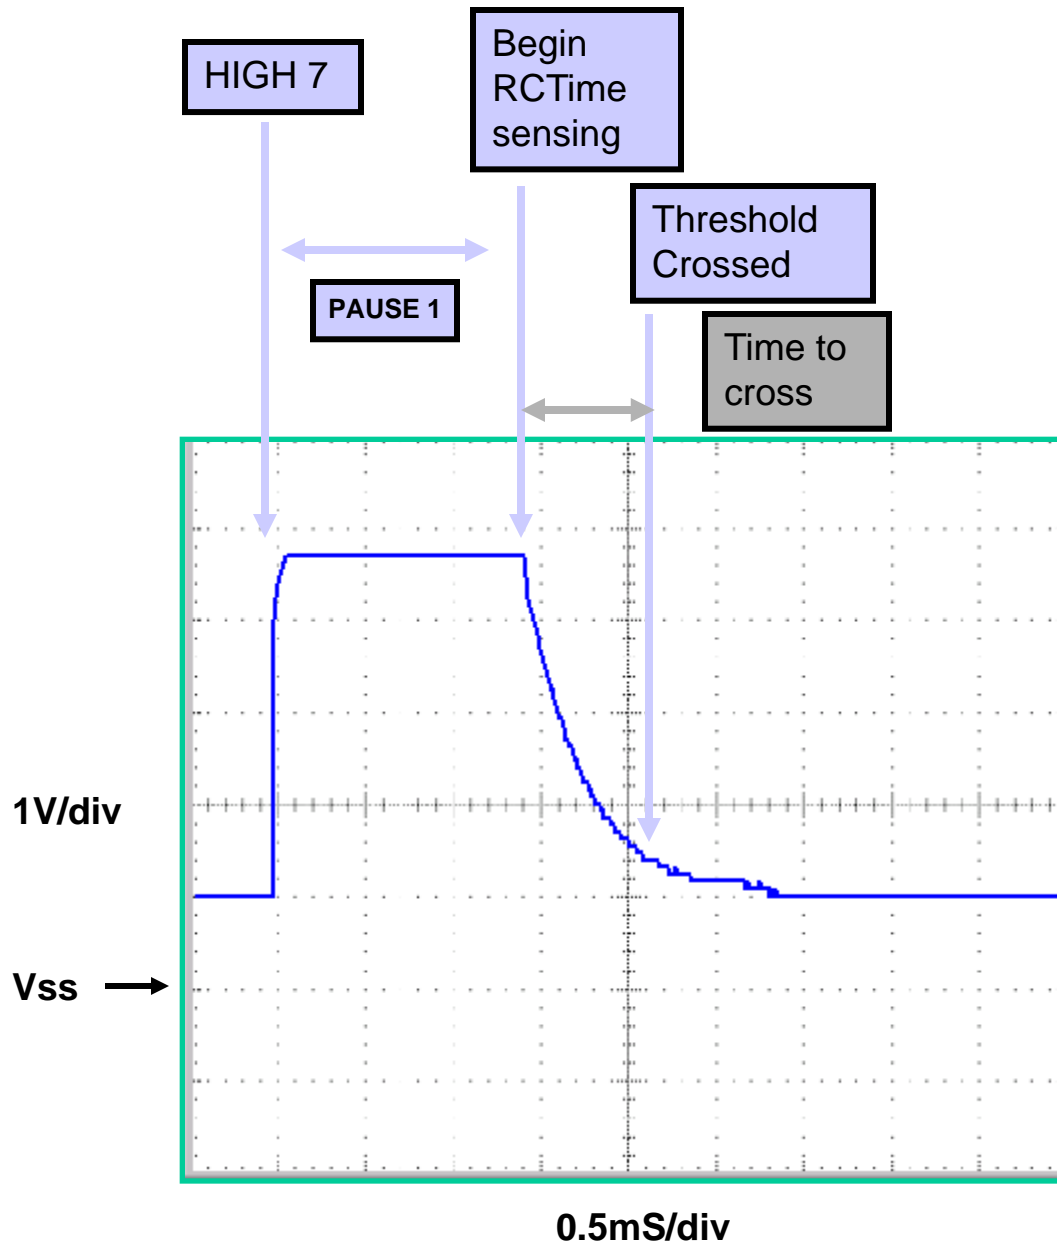 HIGH 7
Begin
RCTime
sensing
Threshold
Crossed
PAUSE 1
Time to
cross
1V/div
Vss
0.5mS/div